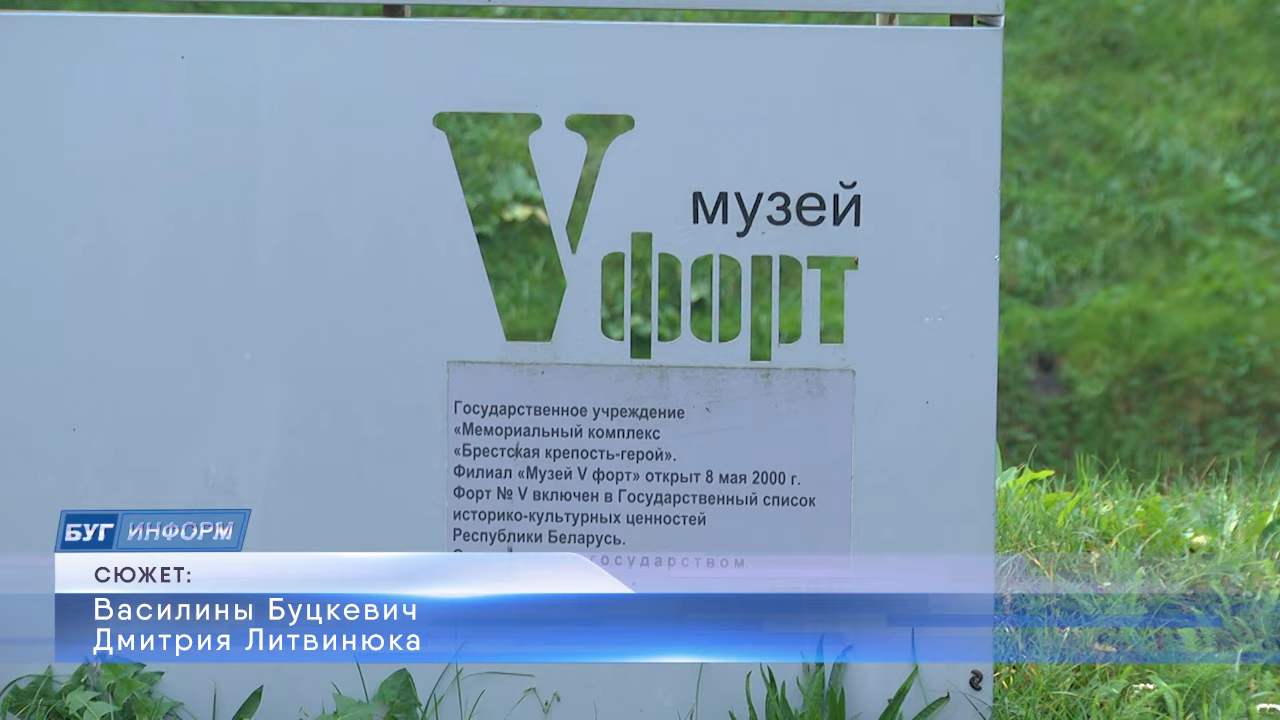 V
музей
форт
Государственное учреждение
«Мемориальный комплекс
«Брестская крепость-герой».
Филиал «Музей V форт» открыт 8 мая 2000 г.
Форт № V включен в Государственный список
историко-культурных ценностей
Республики Беларусь.
государством
БУГ ИНФОРМ
СЮЖЕТ:
Василины Буцкевич
Дмитрия Литвинюка